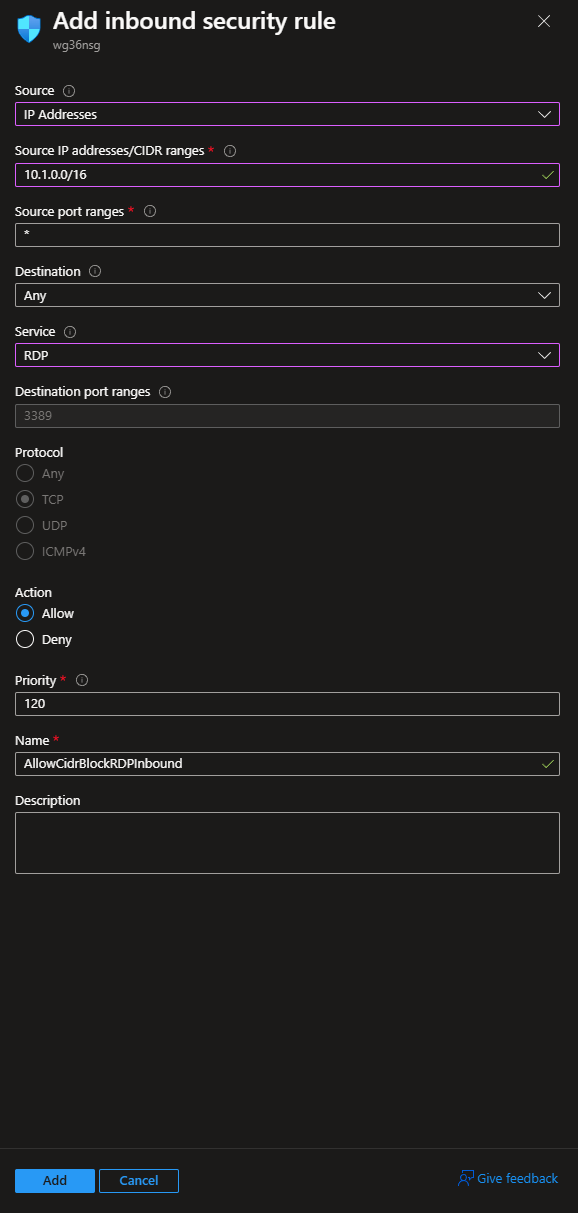 Add inbound security rule
wg36nsg
Source
IP Addresses
Source IP addresses/CIDR ranges *
10.1.0.0/16
Source port ranges *
*
Destination
Any
Service
RDP
Destination port ranges
3389
Protocol
Any
TCP
UDP
ICMPv4
Action
Allow
Deny
Priority *
120
Name *
AllowCidrBlockRDPInbound
Description
Add Cancel Give feedback